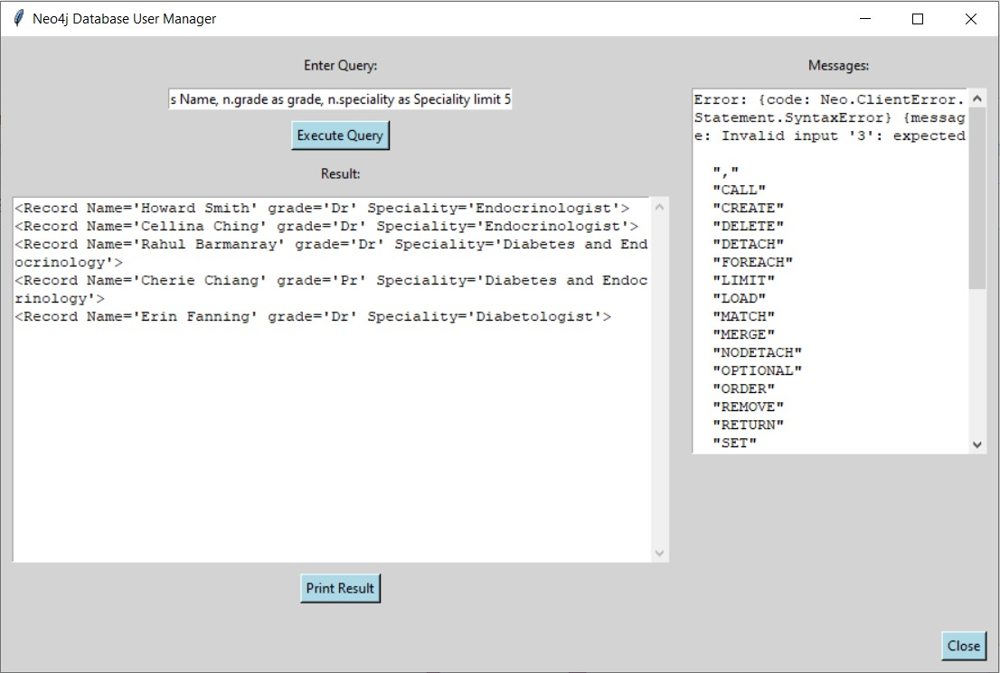 Neo4j Database User Manager
Enter Query:
s Name, n.grade as grade, n.speciality as Speciality limit 5
Execute Query
Result:
<Record Name='Howard Smith' grade='Dr' Speciality='Endocrinologist'>
<Record Name='Cellina Ching' grade='Dr' Speciality='Endocrinologist'>
<Record Name='Rahul Barmanray' grade='Dr' Speciality='Diabetes and End
ocrinology'>
<Record Name='Cherie Chiang' grade='Pr' Speciality='Diabetes and Endoc
rinology'>
<Record Name='Erin Fanning' grade='Dr' Speciality='Diabetologist'>
Print Result
Messages:
Error: {code: Neo.ClientError.
Statement.SyntaxError} {messag
e: Invalid input '3': expected
","
"CALL"
"CREATE"
"DELETE"
"DETACH"
"FOREACH"
"LIMIT"
"LOAD"
"MATCH"
"MERGE"
"NODETACH"
"OPTIONAL"
"ORDER"
"REMOVE"
"RETURN"
"SET"
Close